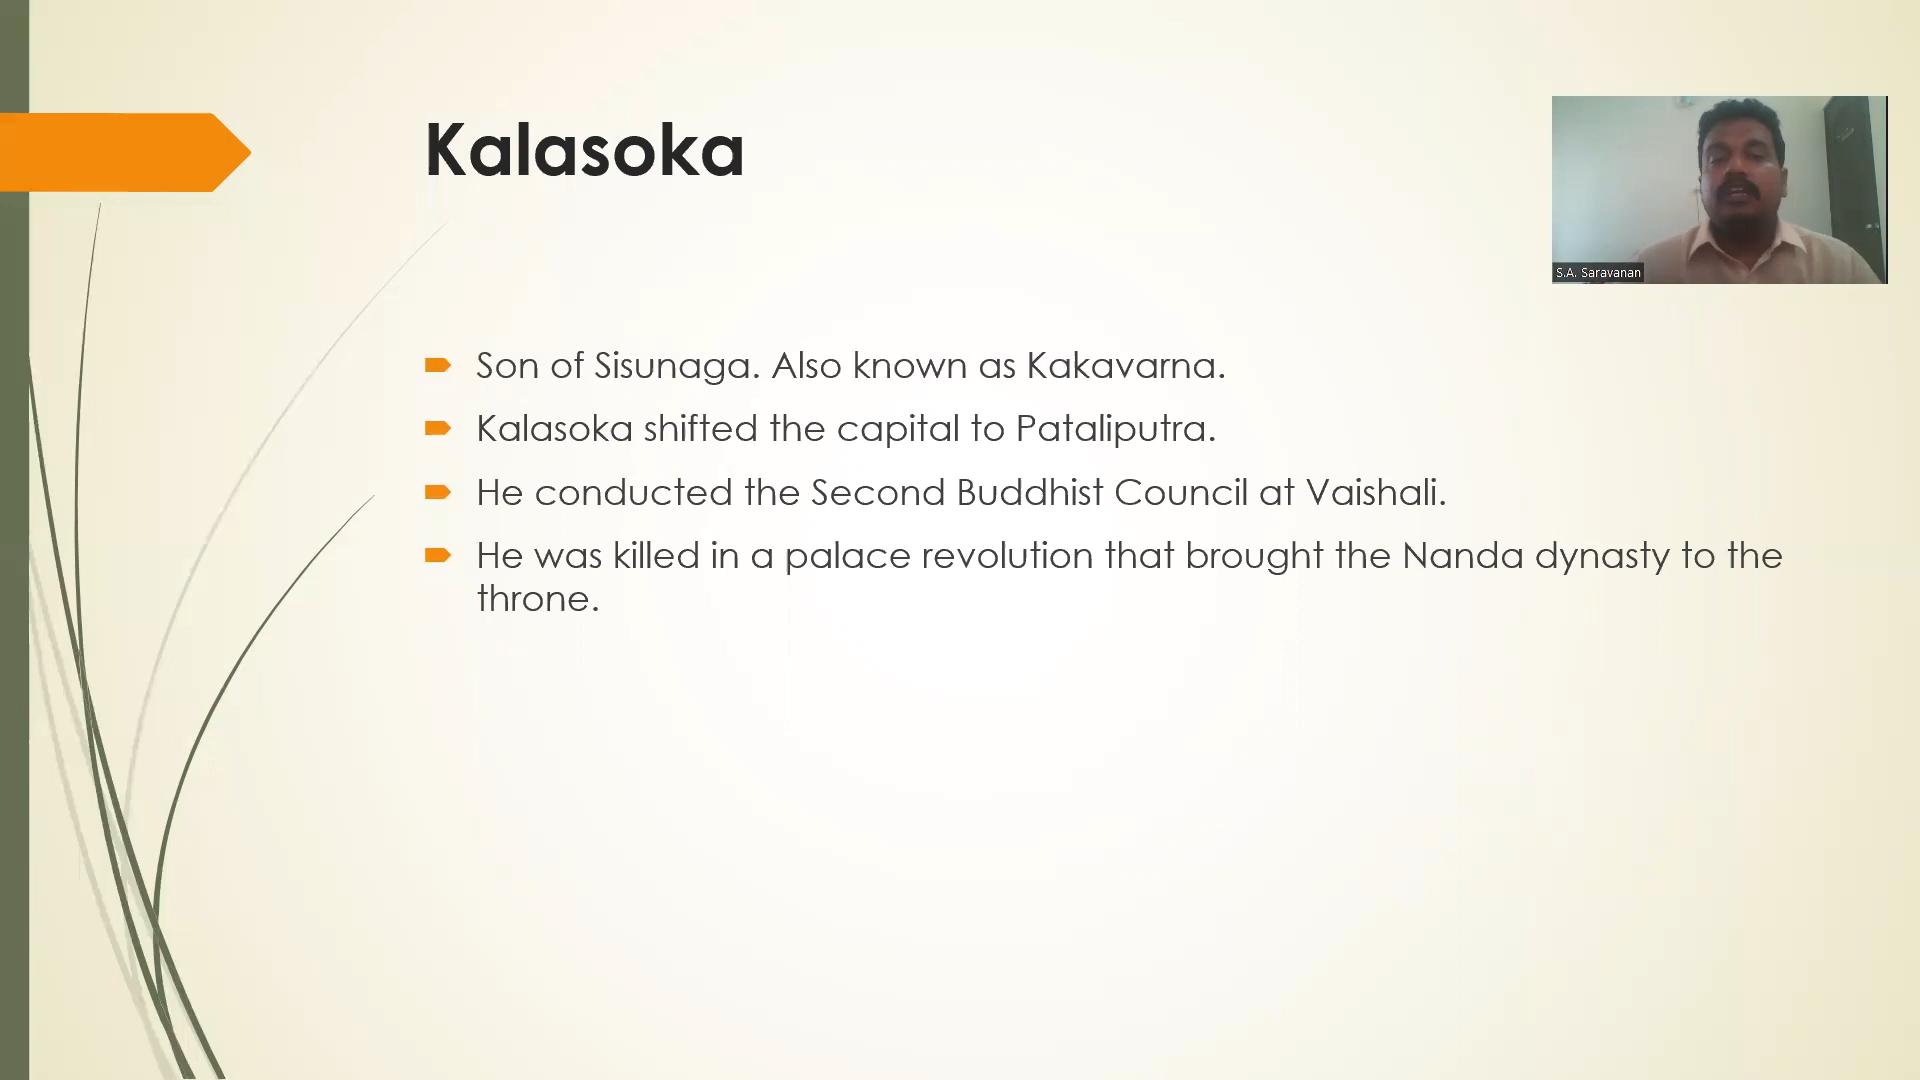 Kalasoka
S.A. Saravanan
Son of Sisunaga. Also known as Kakavarna.
Kalasoka shifted the capital to Pataliputra.
He conducted the Second Buddhist Council at Vaishali.
He was killed in a palace revolution that brought the Nanda dynasty to the
throne.